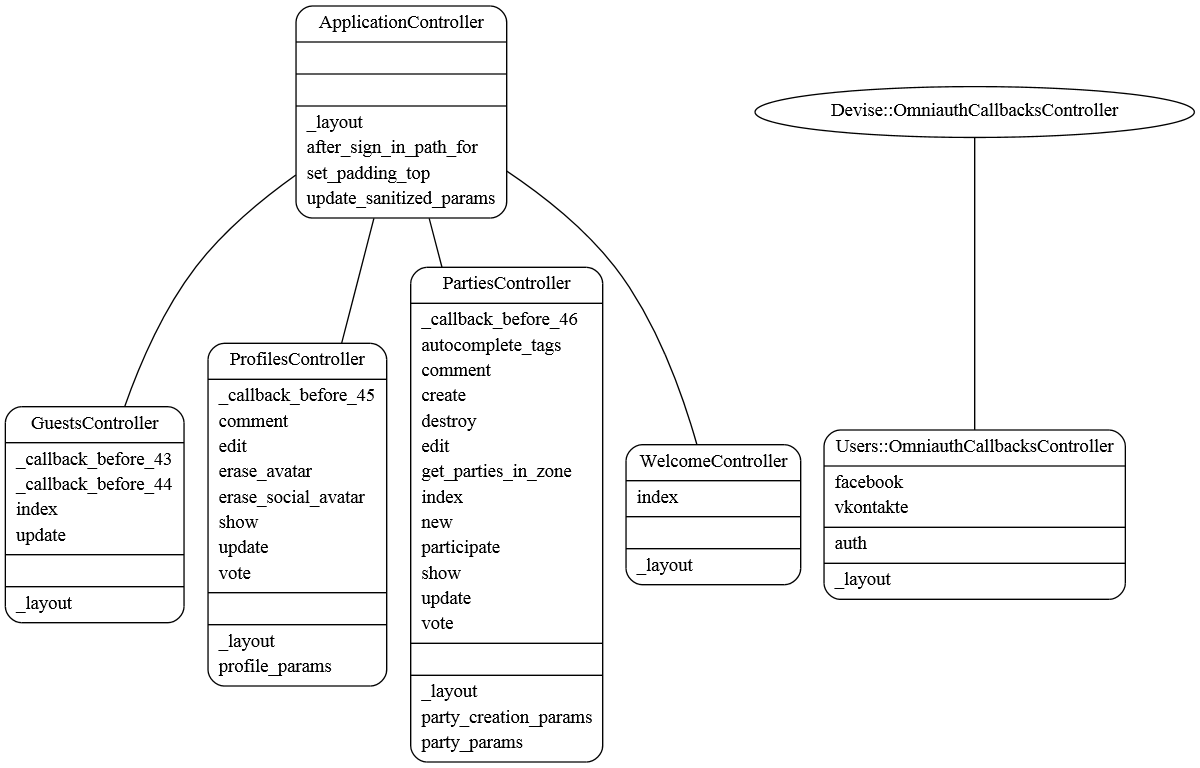 ApplicationController
_layout
after_sign_in_path_for
set_padding_top
update_sanitized_params
Devise::OmniauthCallbacksController
GuestsController
_callback_before_43
_callback_before_44
index
update
_layout
ProfilesController
_callback_before_45
comment
edit
erase_avatar
erase_social_avatar
show
update
vote
_layout
profile_params
PartiesController
_callback_before_46
autocomplete_tags
comment
create
destroy
edit
get_parties_in_zone
index
new
participate
show
update
vote
_layout
party_creation_params
party_params
WelcomeController
index
_layout
Users::OmniauthCallbacksController
facebook
vkontakte
auth
_layout